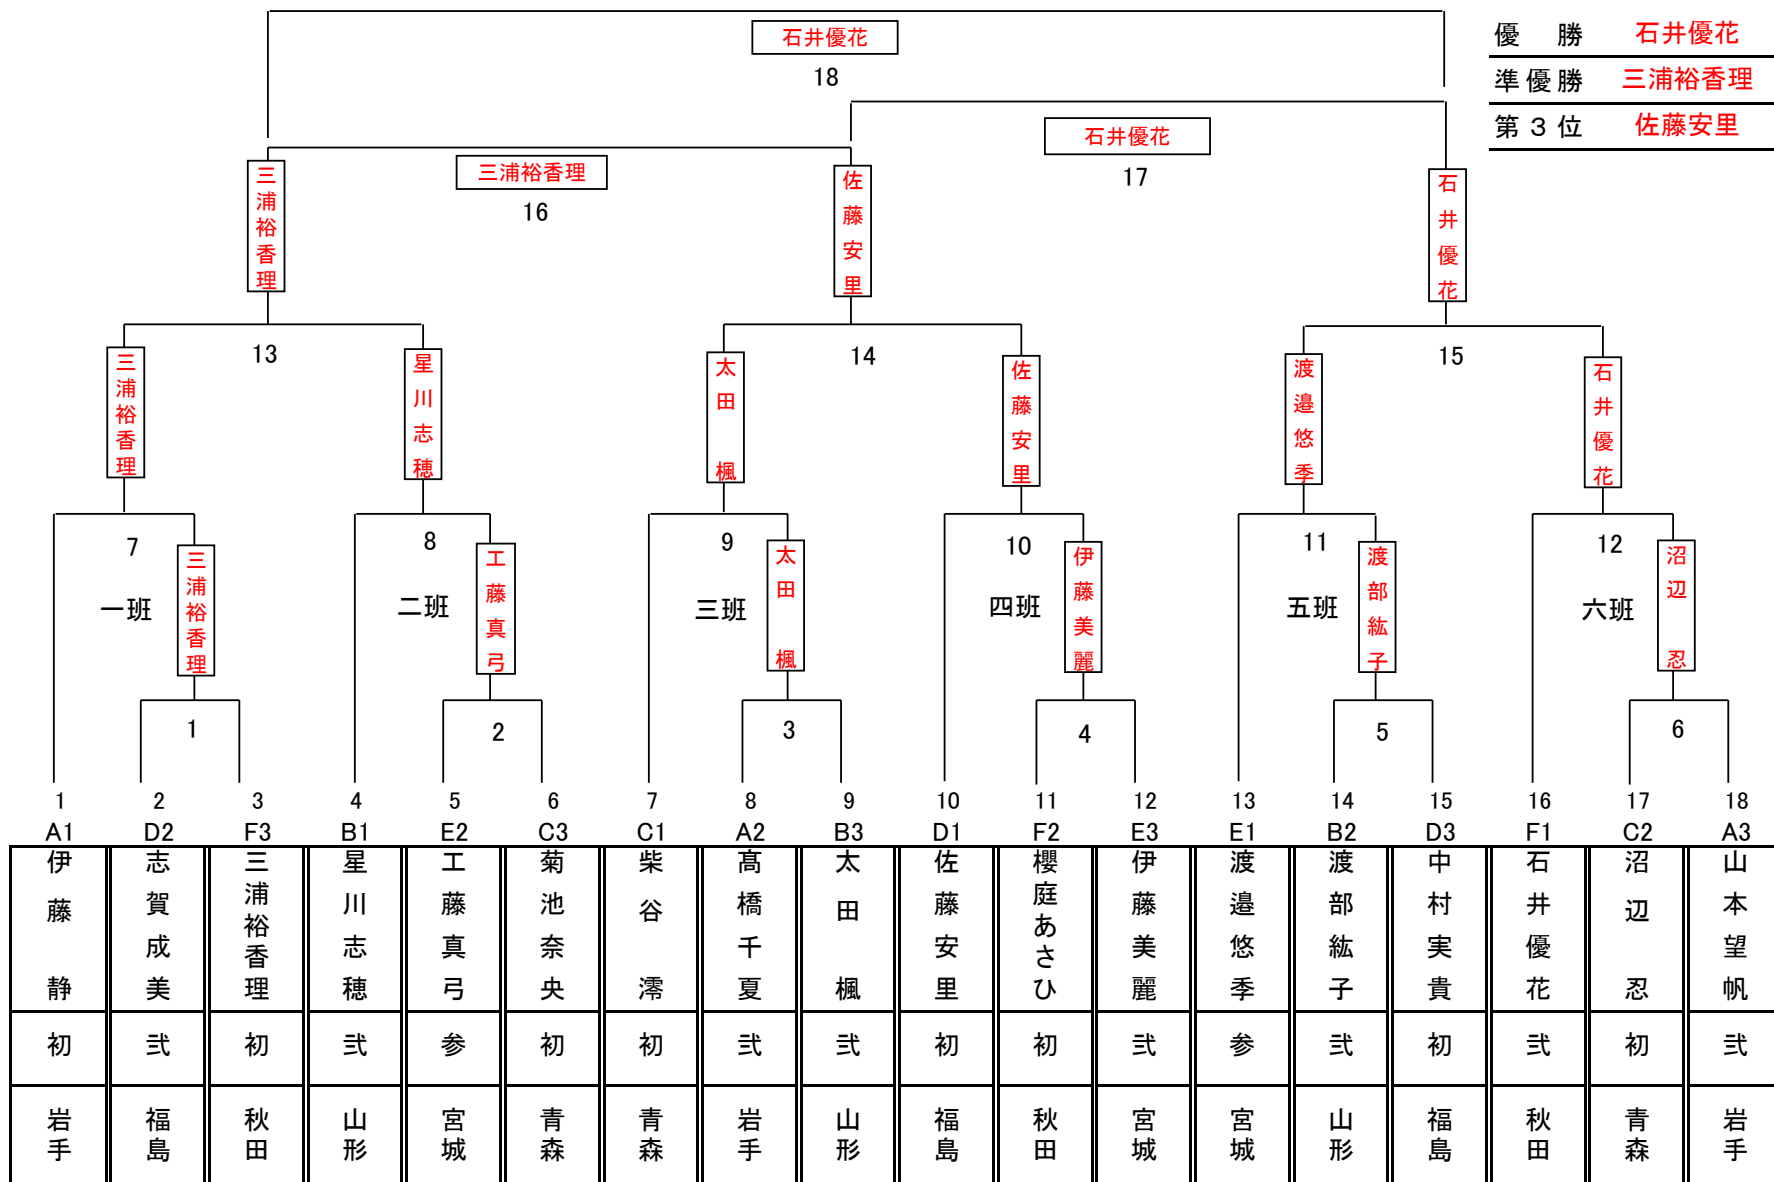 石井優花
18
優勝 石井優花
準優勝 三浦裕香理
第3位 佐藤安里
石井優花
17
三浦裕香理
16
三浦裕香理
佐藤安里
石井優花
13
14
15
三浦裕香理
星川志穂
太田楓
佐藤安里
渡邉悠季
石井優花
7
8
9
10
11
12
一班
二班
三班
四班
五班
六班
三浦裕香理
工藤真弓
太田楓
伊藤美麗
渡部紘子
沼辺忍
1
2
3
4
5
6
1 2 3 4 5 6 7 8 9 10 11 12 13 14 15 16 17 18
A1 D2 F3 B1 E2 C3 C1 A2 B3 D1 F2 E3 E1 B2 D3 F1 C2 A3
伊藤静
志賀成美
三浦裕香理
星川志穂
工藤真弓
菊池奈央
柴谷澪
髙橋千夏
太田楓
佐藤安里
櫻庭あさひ
伊藤美麗
渡邉悠季
渡部紘子
中村実貴
石井優花
沼辺忍
山本望帆
初 弐 初 弐 参 初 初 弐 弐 初 初 弐 参 弐 初 弐 初 弐
岩手 福島 秋田 山形 宮城 青森 青森 岩手 山形 福島 秋田 宮城 宮城 山形 福島 秋田 青森 岩手